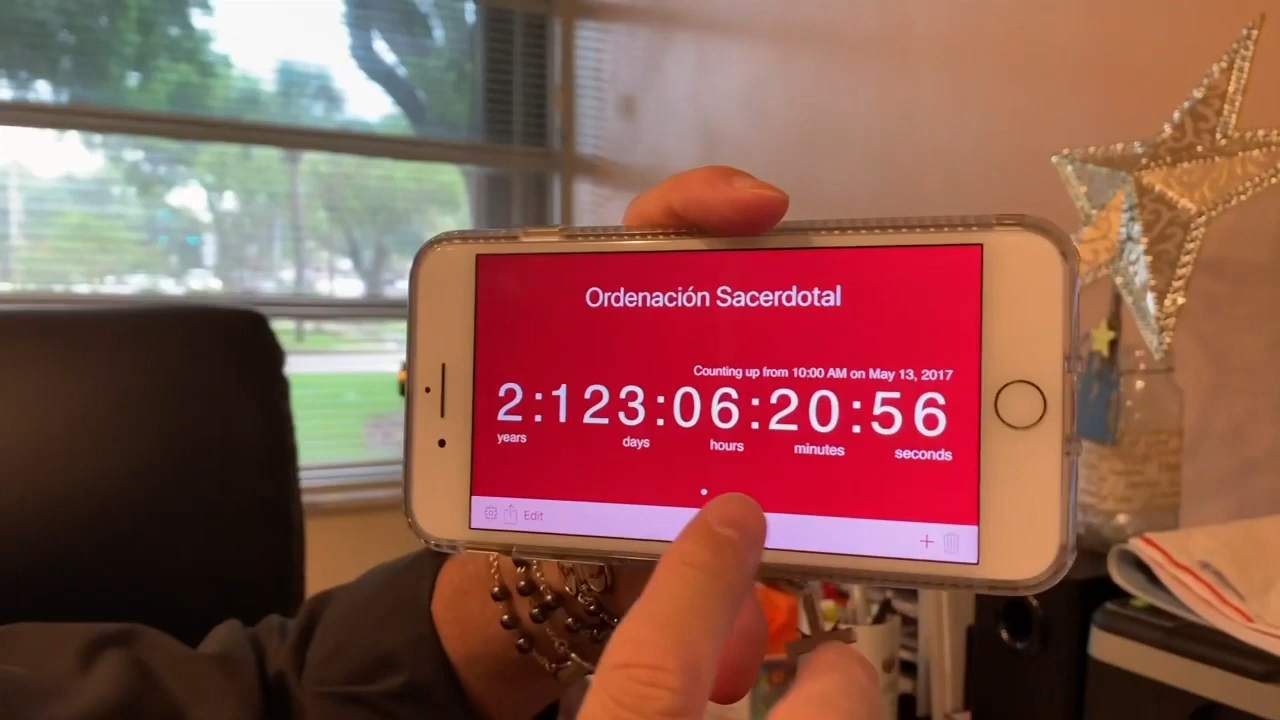 Ordenación Sacerdotal
Counting up from 10:00 AM on May 13, 2017
2:123:06:20:56
years days hours minutes seconds
Edit